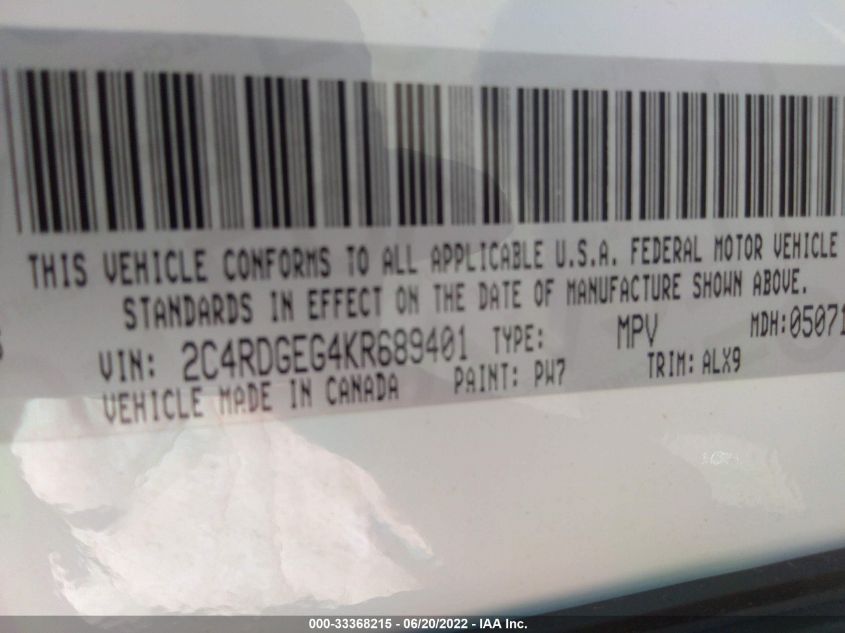 THIS VEHICLE CONFORMS TO ALL APPLICABLE U.S.A. FEDERAL MOTOR VEHICLE
STANDARDS IN EFFECT ON THE DATE OF MANUFACTURE SHOWN ABOVE.
VIN: 2C4RDGEG4KR689401 TYPE: MPV MDH:05071
VEHICLE MADE IN CANADA PAINT: PW7 TRIM: ALX9
000-33368215 - 06/20/2022 - IAA Inc.